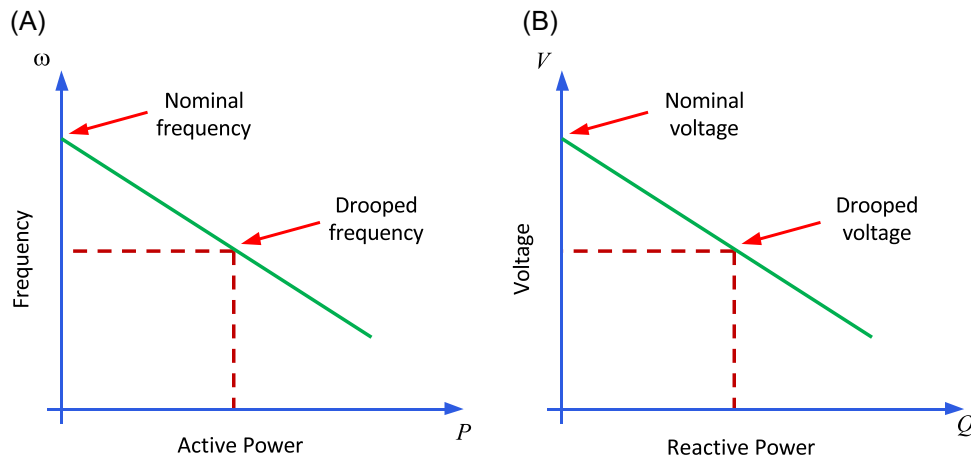 (A)
ω
Nominal
frequency
Drooped
frequency
Frequency
P
Active Power
(B)
V
Nominal
voltage
Drooped
voltage
Voltage
Q
Reactive Power